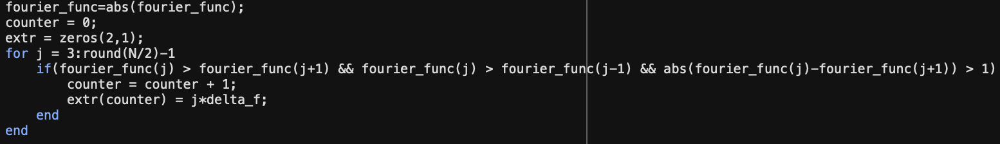 fourier_func=abs(fourier_func);
counter = 0;
extr = zeros(2,1);
for j = 3:round(N/2)-1
    if(fourier_func(j) > fourier_func(j+1) && fourier_func(j) > fourier_func(j-1) && abs(fourier_func(j)-fourier_func(j+1)) > 1)
        counter = counter + 1;
        extr(counter) = j*delta_f;
    end
end